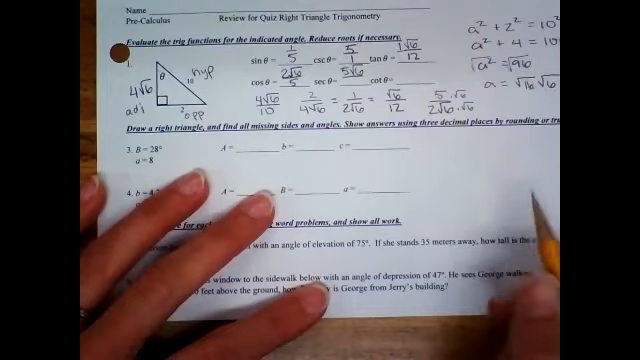 Name
Pre-Calculus Review for Quiz Right Triangle Trigonometry
Evaluate the trig functions for the indicated angle. Reduce roots if necessary.
1.
sin θ = 1/5 csc θ = 5/1 tan θ = 1√6/12
cos θ = 2√6/5 sec θ = 5√6 cot θ =
θ hyp
10
4√6
adj
2
opp
4√6/10 2/4√6 = 1/2√6 = √6/12 5·√6/2√6·√6
a² + 2² = 10²
a² + 4 = 10
√a² = √96
a = √16 √6
Draw a right triangle, and find all missing sides and angles. Show answers using three decimal places by rounding or
3. B = 28° A = b = c =
a = 8
4. b = 4 A = B = a =
for each word problems, and show all work.
with an angle of elevation of 75°. If she stands 35 meters away, how tall is the
window to the sidewalk below with an angle of depression of 47°. He sees George
feet above the ground, is George from Jerry's building?